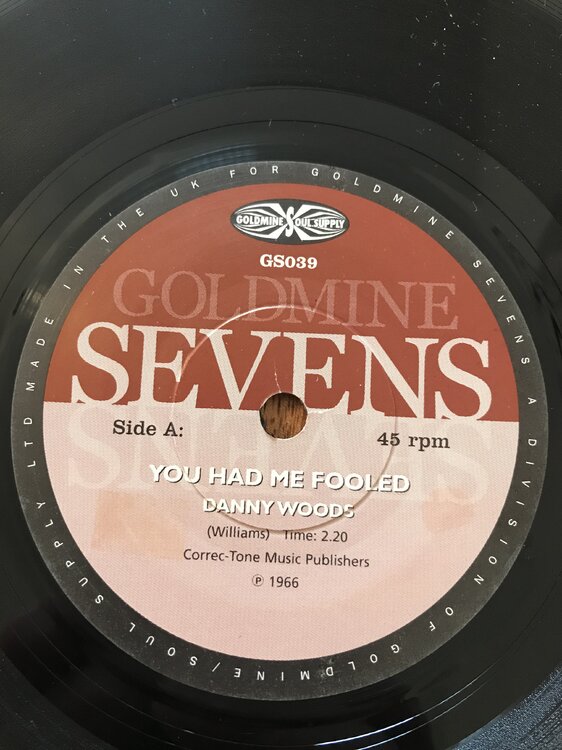 MADE IN THE UK FOR GOLDMINE SEVENS A DIVISION OF GOLDMINE/SOUL SUPPLY LTD
GOLDMINE SOUL SUPPLY
GS039
GOLDMINE
SEVENS
SEVENS
Side A:
45 rpm
YOU HAD ME FOOLED
DANNY WOODS
(Williams) Time: 2.20
Correc-Tone Music Publishers
℗ 1966